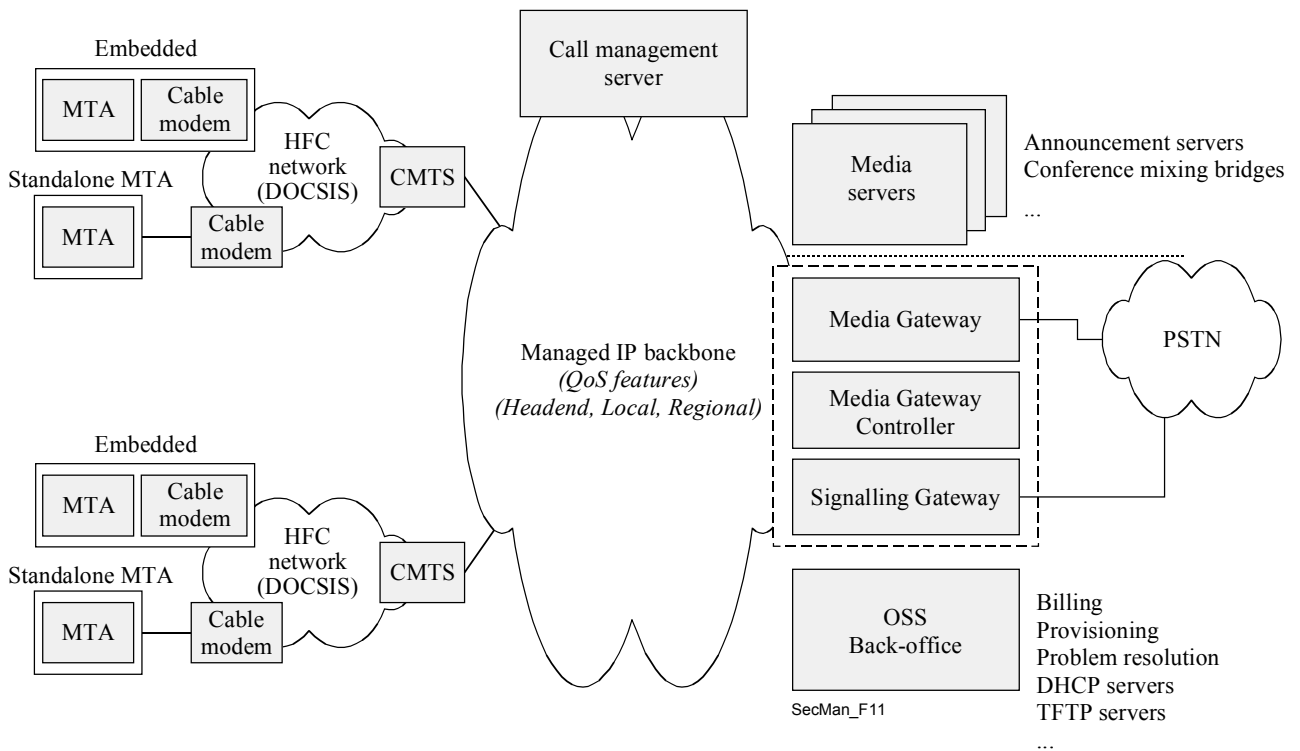 Embedded
MTA
Cable
modem
HFC
network
(DOCSIS)
CMTS
Standalone MTA
MTA
Cable
modem
Call management
server
Media
servers
Announcement servers
Conference mixing bridges
...
Managed IP backbone
(QoS features)
(Headend, Local, Regional)
Media Gateway
Media Gateway
Controller
Signalling Gateway
PSTN
Embedded
MTA
Cable
modem
HFC
network
(DOCSIS)
CMTS
Standalone MTA
MTA
Cable
modem
OSS
Back-office
Billing
Provisioning
Problem resolution
DHCP servers
TFTP servers
...
SecMan_F11